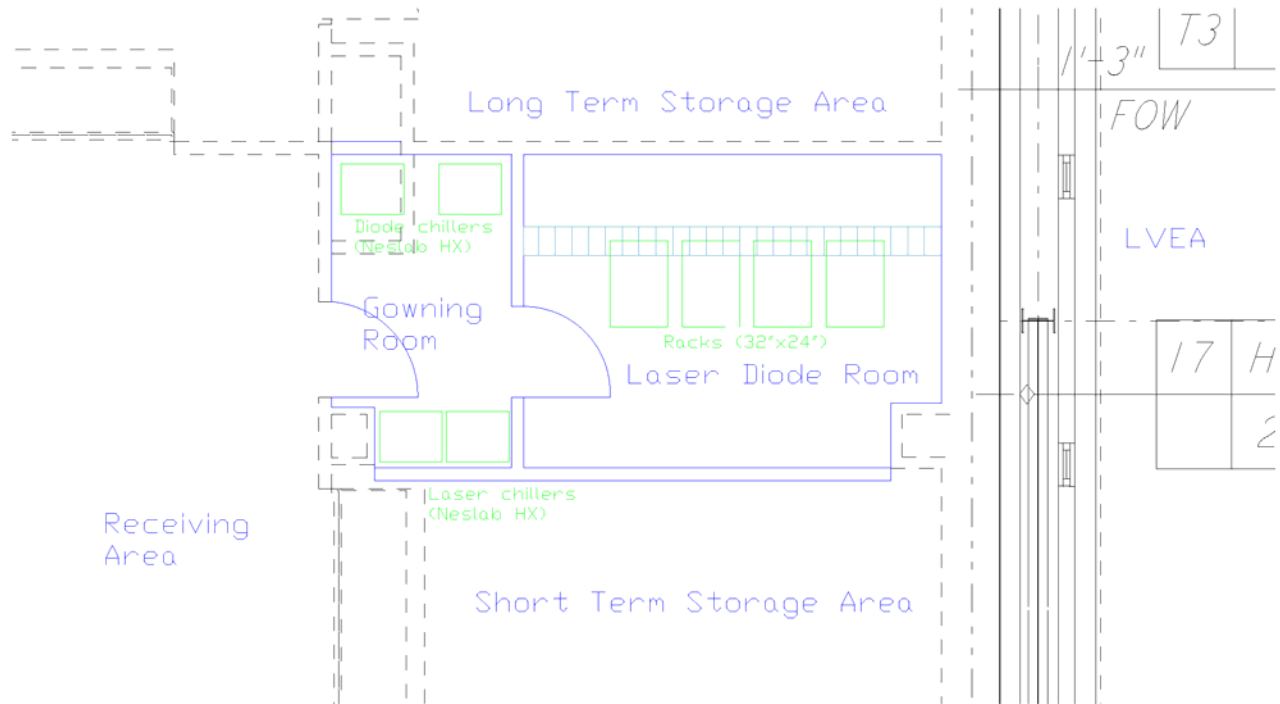 T3
1'-3"
Long Term Storage Area
FOW
Diode chillers
(Neslab HX)
LVEA
Gowning
Room
Racks (32"x24")
Laser Diode Room
17 H
2
Laser chillers
(Neslab HX)
Receiving
Area
Short Term Storage Area